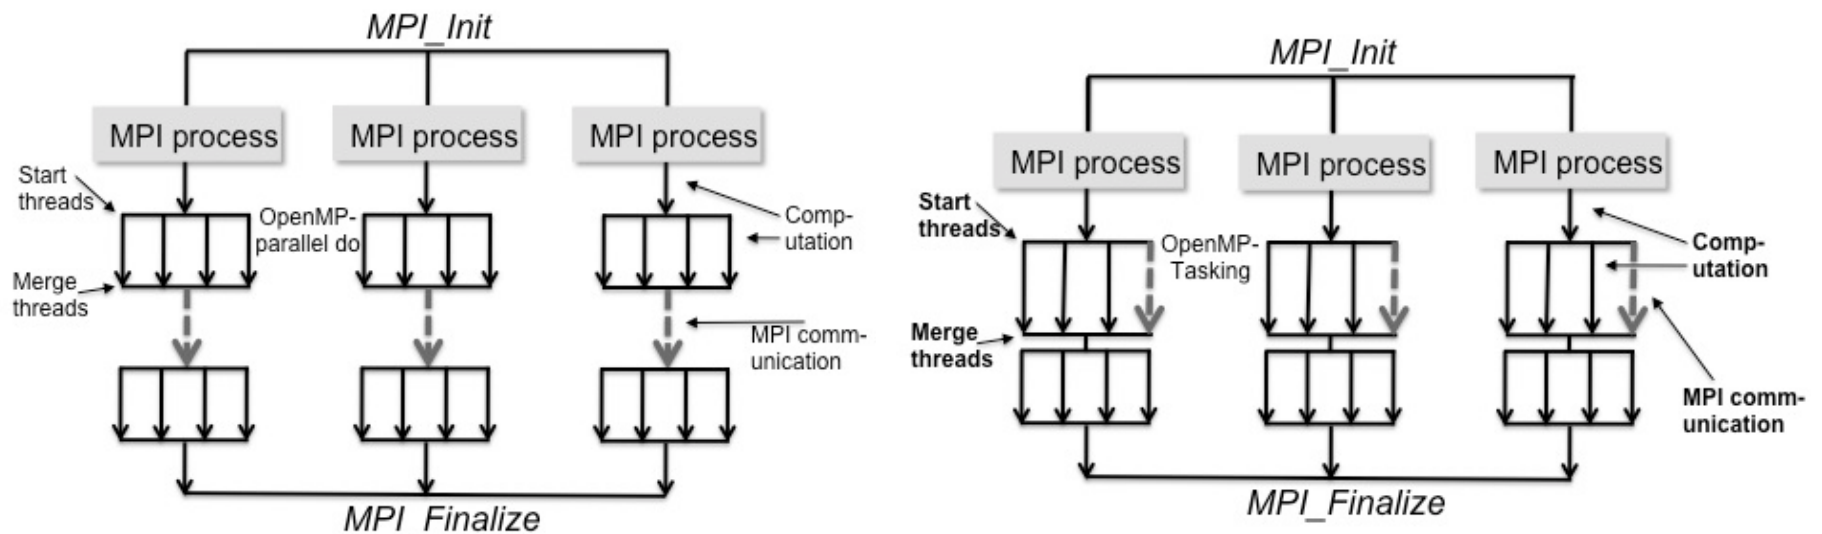 MPI_Init
MPI process
MPI process
MPI process
Start
threads
OpenMP-
parallel do
Comp-
utation
Merge
threads
MPI comm-
unication
MPI Finalize
MPI_Init
MPI process
MPI process
MPI process
Start
threads
OpenMP-
Tasking
Comp-
utation
Merge
threads
MPI comm-
unication
MPI_Finalize